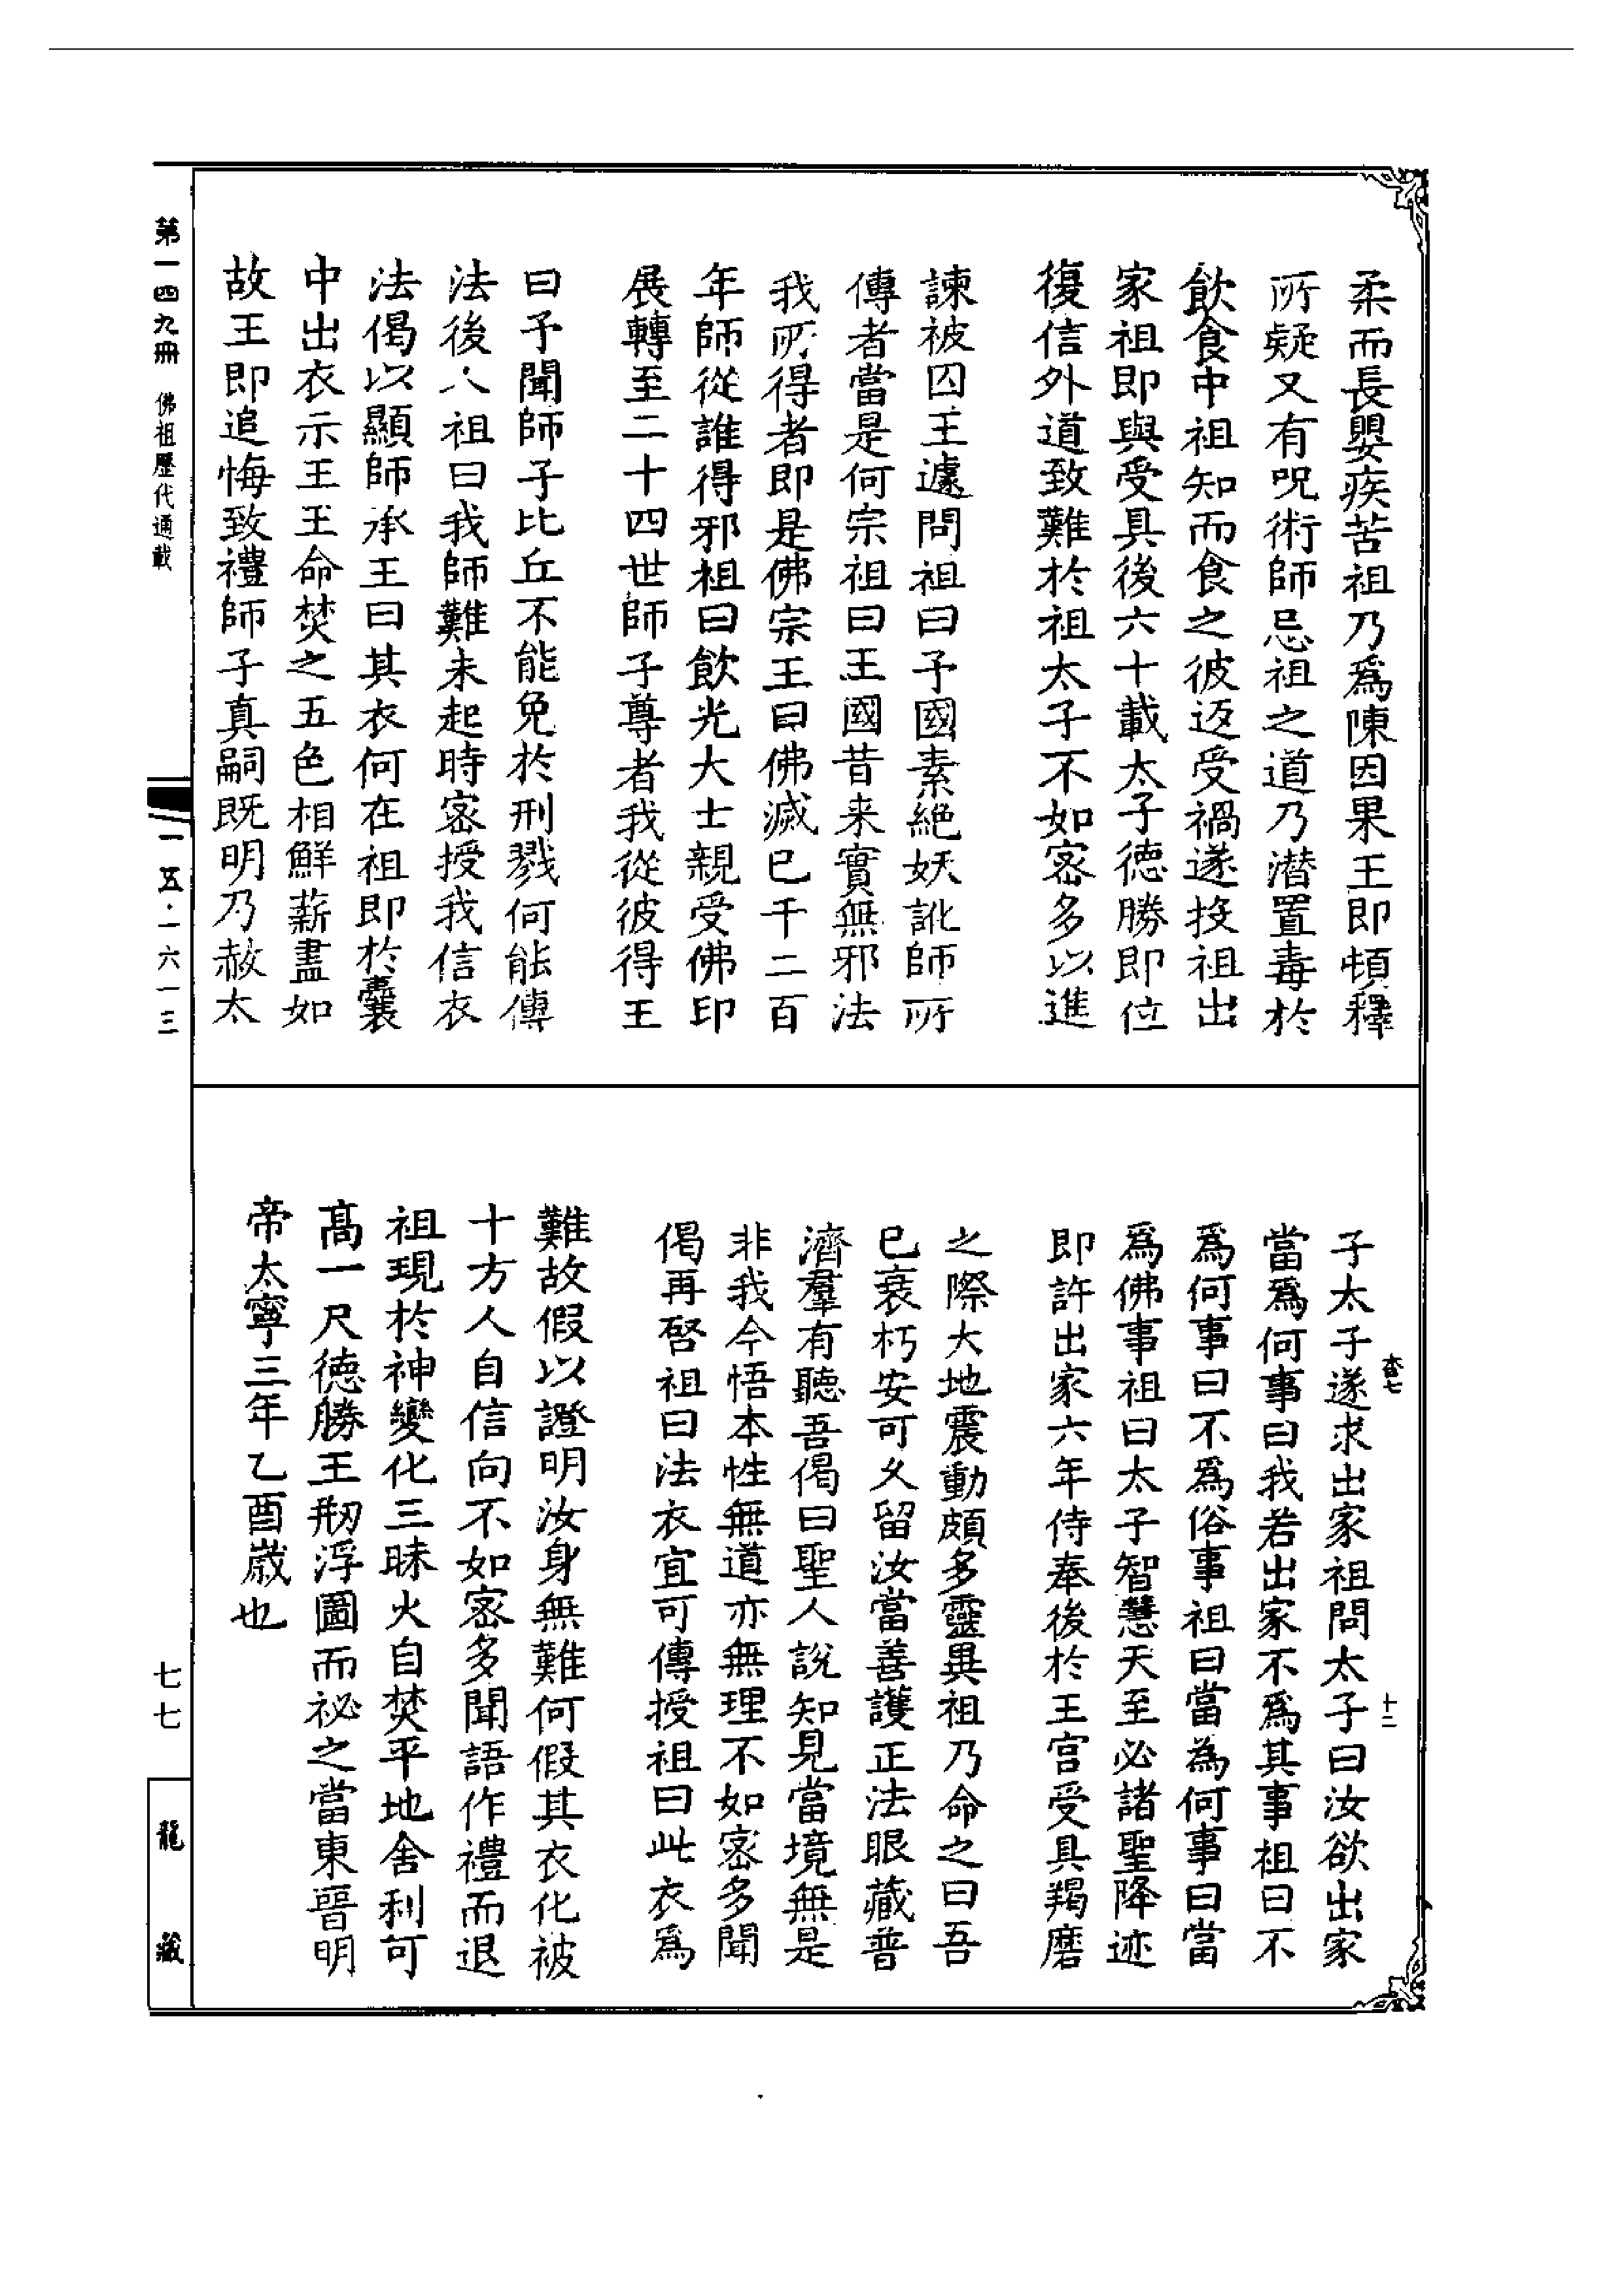 柔而長嬰疾苦祖乃爲陳因果王即頓釋
所疑又有呪術師忌祖之道乃潛置毒於
飲食中祖知而食之彼返受禍遂投祖出
家祖即與受具後六十載太子德勝即位
復信外道致難於祖太子不如密多以進
諫被囚王遽問祖曰予國素絶妖訛師所
傳者當是何宗祖曰王國昔来實無邪法
我所得者即是佛宗王曰佛滅已千二百
年師從誰得邪祖曰飲光大士親受佛印
展轉至二十四世師子尊者我從彼得王
曰予聞師子比丘不能免於刑戮何能傳
法後人祖曰我師難未起時密授我信衣
法偈以顯師承王曰其衣何在祖即於囊
中出衣示王王命焚之五色相鮮薪盡如
故王即追悔致禮師子真嗣既明乃赦太
子太子遂求出家祖問太子曰汝欲出家
當爲何事曰我若出家不爲其事祖曰不
爲何事曰不爲俗事祖曰當為何事曰當
爲佛事祖曰太子智慧天至必諸聖降迹
即許出家六年侍奉後於王宫受具羯磨
之際大地震動頗多靈異祖乃命之曰吾
已衰朽安可久留汝當善護正法眼藏普
濟羣有聽吾偈曰聖人說知見當境無是
非我今悟本性無道亦無理不如密多聞
偈再啓祖曰法衣宜可傳授祖曰此衣爲
難故假以證明汝身無難何假其衣化被
十方人自信向不如密多聞語作禮而退
祖現於神變化三昧火自焚平地舍利可
髙一尺德勝王剏浮圖而祕之當東晉明
帝太寧三年乙酉歲也
十二
第一四九冊 佛祖歷代通載
一五·一六一三
七七
龍藏